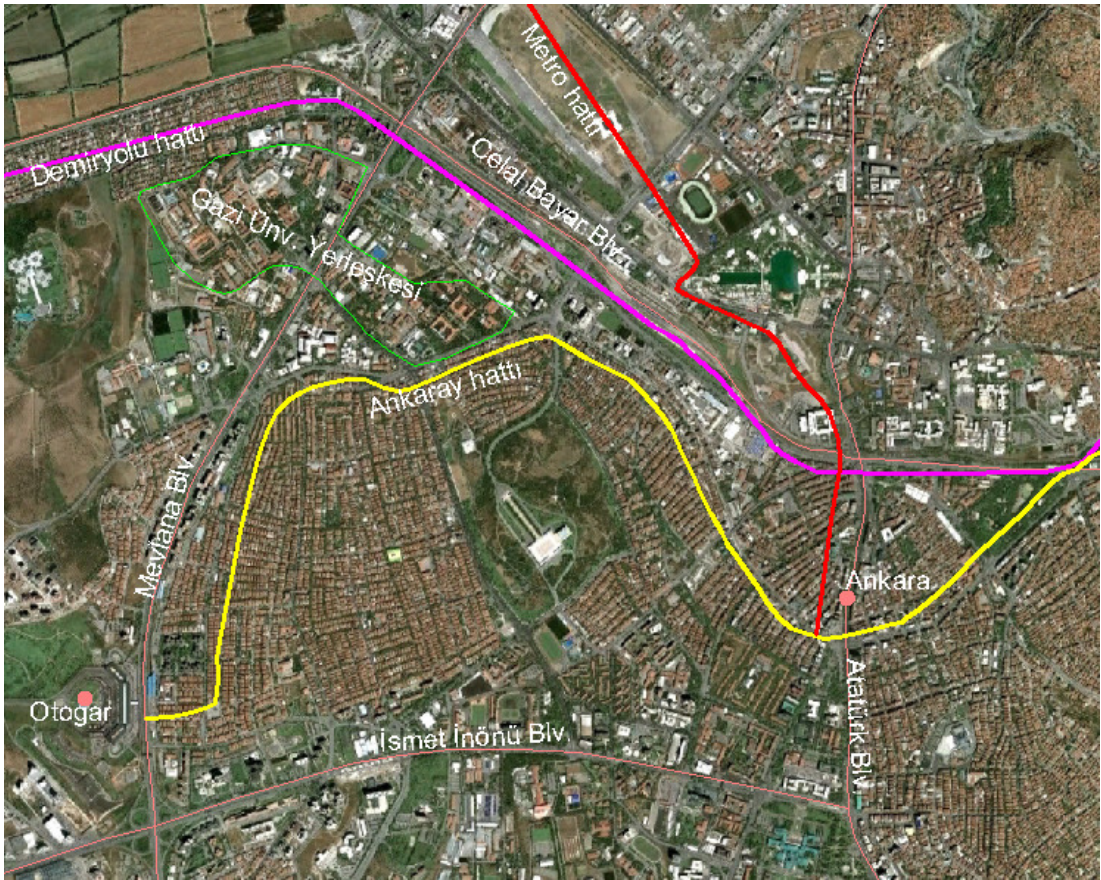 Metro hattı
Demiryolu hattı
Celal Bayar Blv.
Gazi Ünv. Yerleşkesi
Ankaray hattı
Mevlana Blv.
Ankara
Otogar
İsmet İnönü Blv
Atatürk Blv.